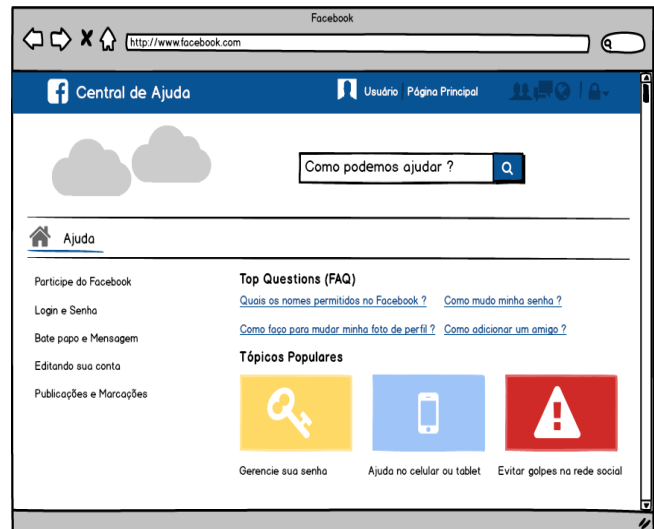 Facebook
http://www.facebook.com
f Central de Ajuda
Usuário | Página Principal
Como podemos ajudar ?
Ajuda
Participe do Facebook
Login e Senha
Bate papo e Mensagem
Editando sua conta
Publicações e Marcações
Top Questions (FAQ)
Quais os nomes permitidos no Facebook ? Como mudo minha senha ?
Como faço para mudar minha foto de perfil ? Como adicionar um amigo ?
Tópicos Populares
Gerencie sua senha Ajuda no celular ou tablet Evitar golpes na rede social